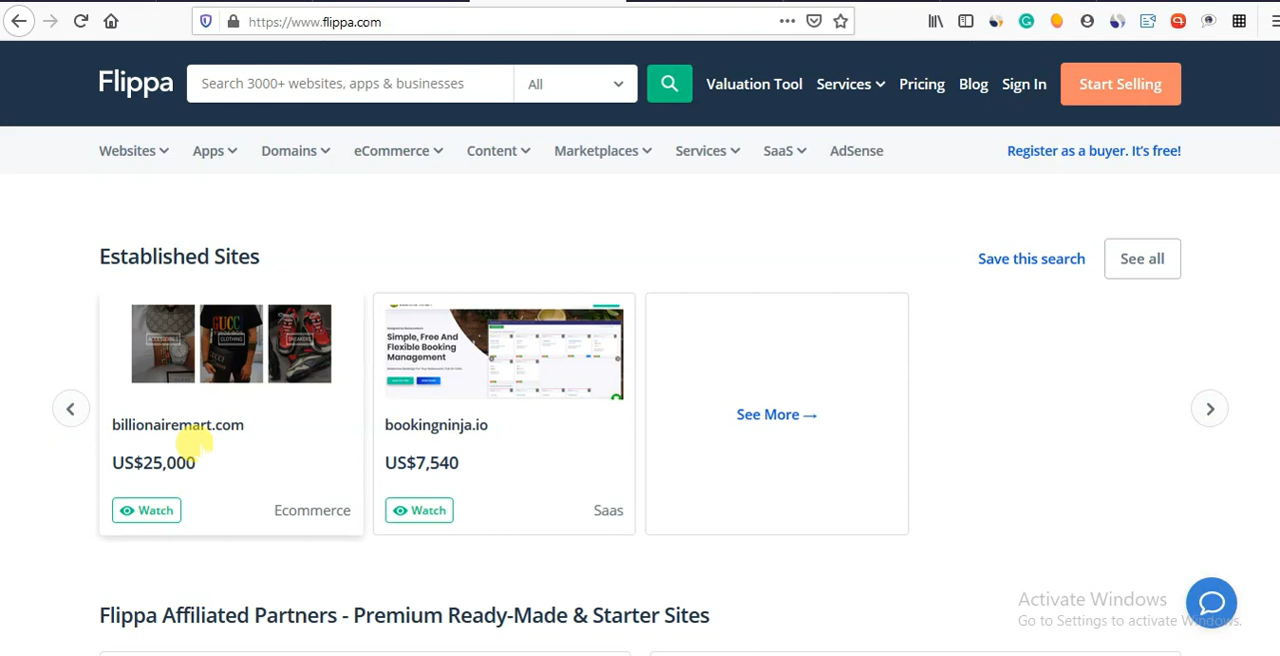 https://www.flippa.com
Flippa
Search 3000+ websites, apps & businesses
All
Valuation Tool
Services
Pricing
Blog
Sign In
Start Selling
Websites
Apps
Domains
eCommerce
Content
Marketplaces
Services
SaaS
AdSense
Register as a buyer. It's free!
Established Sites
Save this search
See all
ACCESSORIES
GUCCI
CLOTHING
SNEAKERS
billionairemart.com
US$25,000
Watch
Ecommerce
Simple, Free And
Flexible Booking
Management
bookingninja.io
US$7,540
Watch
Saas
See More →
Flippa Affiliated Partners - Premium Ready-Made & Starter Sites
Activate Windows
Go to Settings to activate Windows.